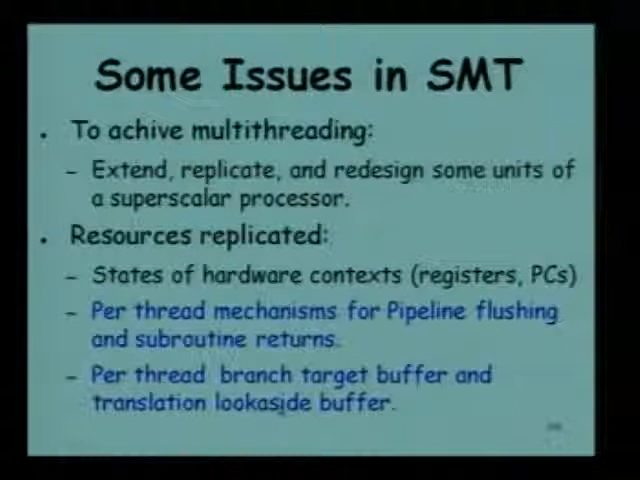 Some Issues in SMT
• To achive multithreading:
– Extend, replicate, and redesign some units of
a superscalar processor.
• Resources replicated:
– States of hardware contexts (registers, PCs)
– Per thread mechanisms for Pipeline flushing
and subroutine returns.
– Per thread branch target buffer and
translation lookaside buffer.